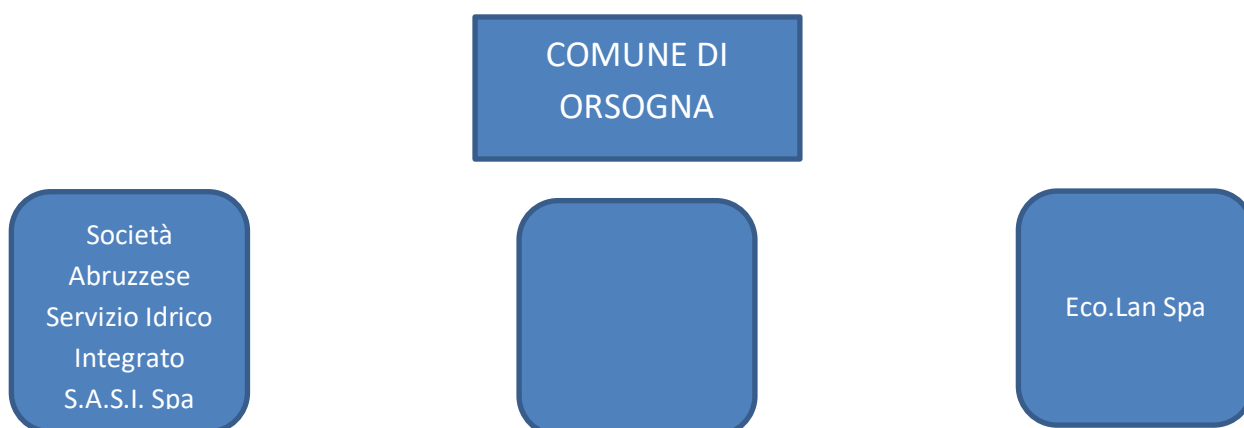 COMUNE DI
ORSOGNA
Società
Abruzzese
Servizio Idrico
Integrato
S.A.S.I. Spa
Eco.Lan Spa